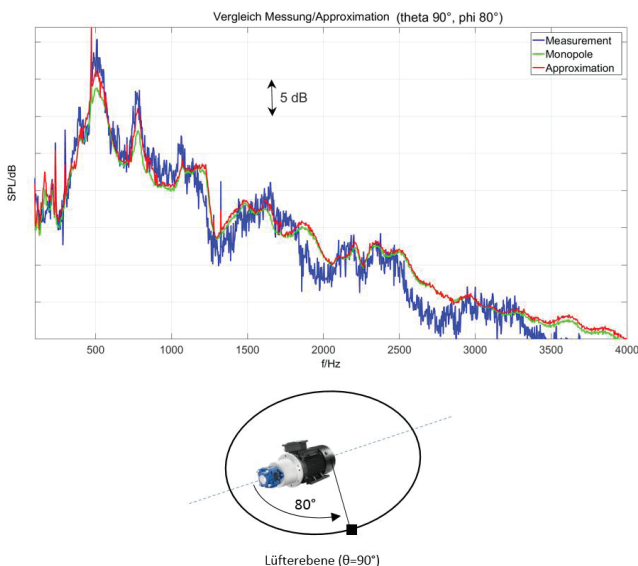 Vergleich Messung/Approximation (theta 90°, phi 80°)
Measurement
Monopole
Approximation
5 dB
SPL/dB
500 1000 1500 2000 2500 3000 3500 4000
f/Hz
80°
Lüfterebene (θ=90°)